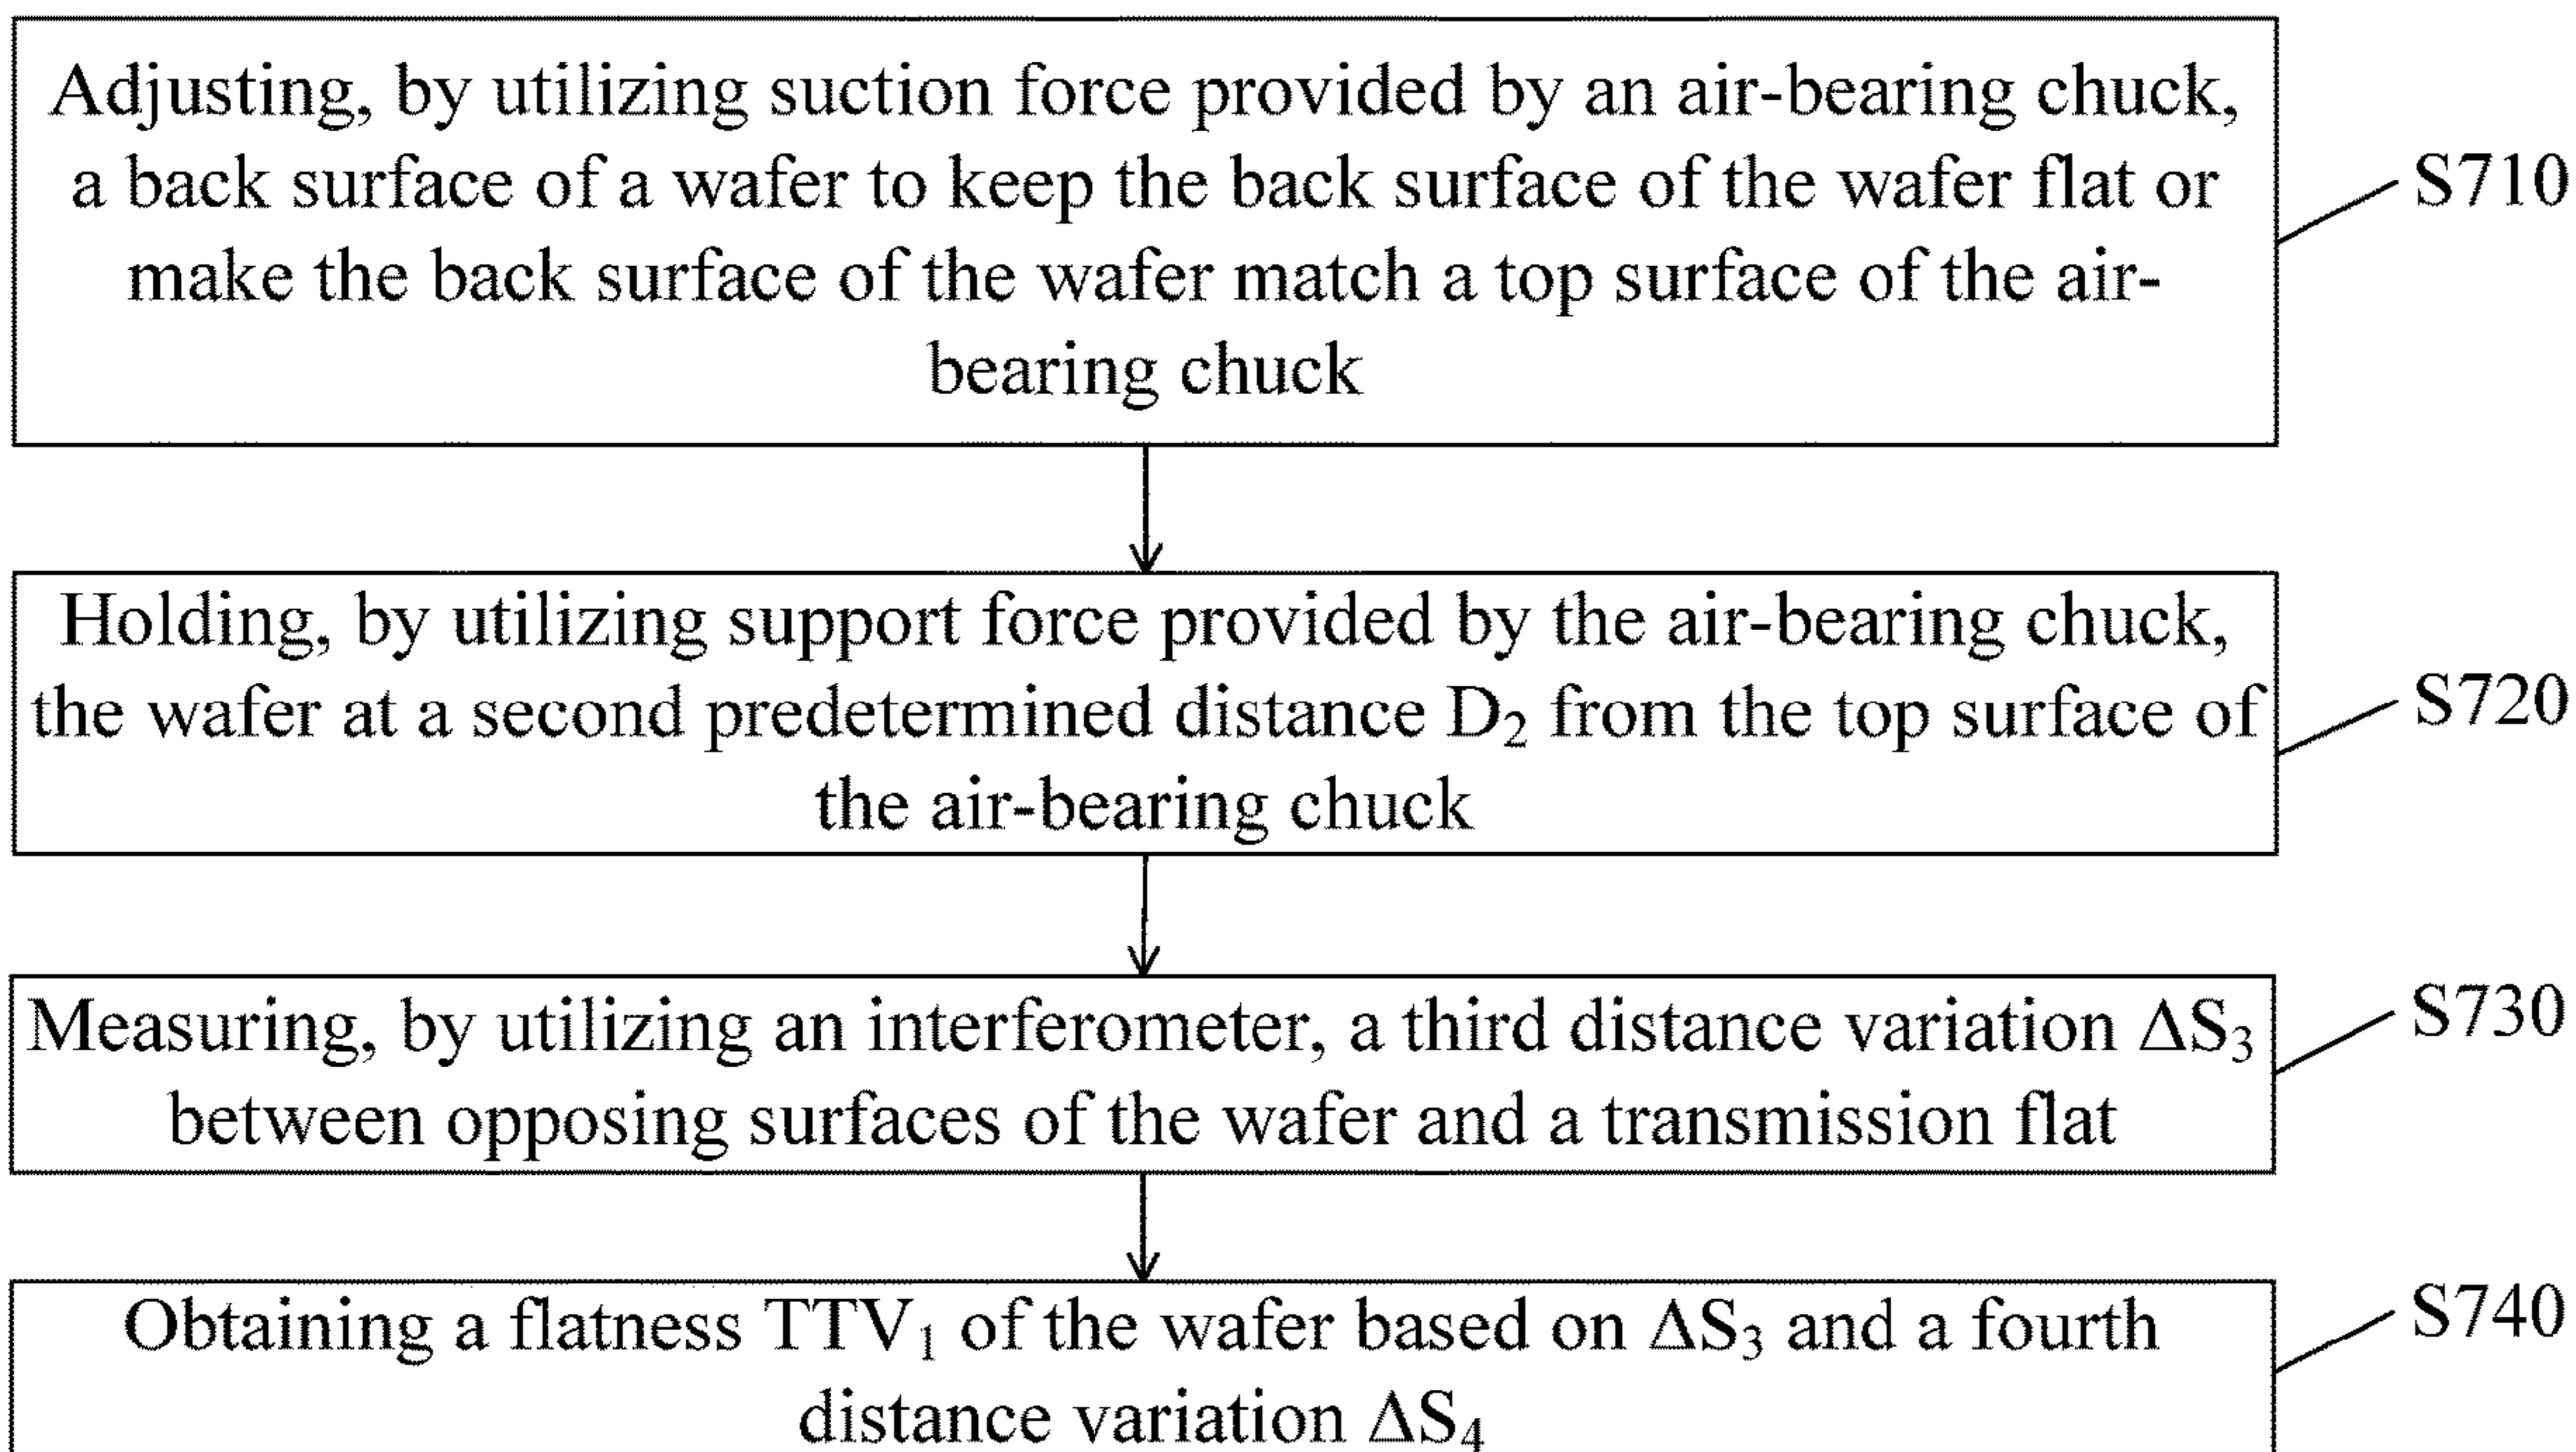 Adjusting, by utilizing suction force provided by an air-bearing chuck,
a back surface of a wafer to keep the back surface of the wafer flat or
make the back surface of the wafer match a top surface of the air-
bearing chuck
S710
Holding, by utilizing support force provided by the air-bearing chuck,
the wafer at a second predetermined distance D₂ from the top surface of
the air-bearing chuck
S720
Measuring, by utilizing an interferometer, a third distance variation ΔS₃
between opposing surfaces of the wafer and a transmission flat
S730
Obtaining a flatness TTV₁ of the wafer based on ΔS₃ and a fourth
distance variation ΔS₄
S740